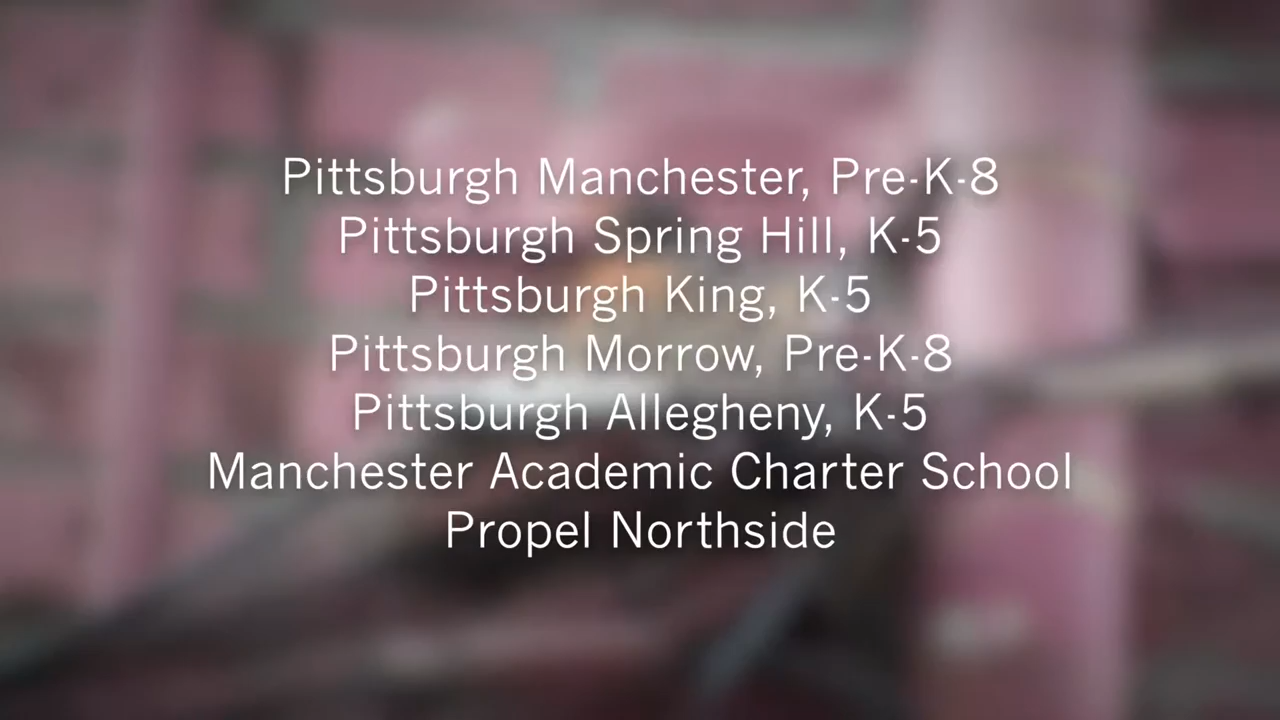 Pittsburgh Manchester, Pre-K-8
Pittsburgh Spring Hill, K-5
Pittsburgh King, K-5
Pittsburgh Morrow, Pre-K-8
Pittsburgh Allegheny, K-5
Manchester Academic Charter School
Propel Northside